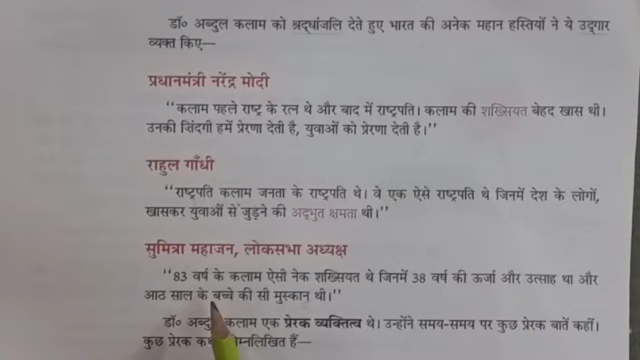 डॉ० अब्दुल कलाम को श्रद्धांजलि देते हुए भारत की अनेक महान हस्तियों ने ये उद्गार
व्यक्त किए—
प्रधानमंत्री नरेंद्र मोदी
“कलाम पहले राष्ट्र के रत्न थे और बाद में राष्ट्रपति। कलाम की शख्सियत बेहद खास थी।
उनकी ज़िंदगी हमें प्रेरणा देती है, युवाओं को प्रेरणा देती है।”
राहुल गाँधी
“राष्ट्रपति कलाम जनता के राष्ट्रपति थे। वे एक ऐसे राष्ट्रपति थे जिनमें देश के लोगों,
खासकर युवाओं से जुड़ने की अद्भुत क्षमता थी।”
सुमित्रा महाजन, लोकसभा अध्यक्ष
“83 वर्ष के कलाम ऐसी नेक शख्सियत थे जिनमें 38 वर्ष की ऊर्जा और उत्साह था और
आठ साल के बच्चे की सी मुस्कान थी।”
डॉ० अब्दुल कलाम एक प्रेरक व्यक्तित्व थे। उन्होंने समय-समय पर कुछ प्रेरक बातें कहीं।
कुछ प्रेरक हैं—